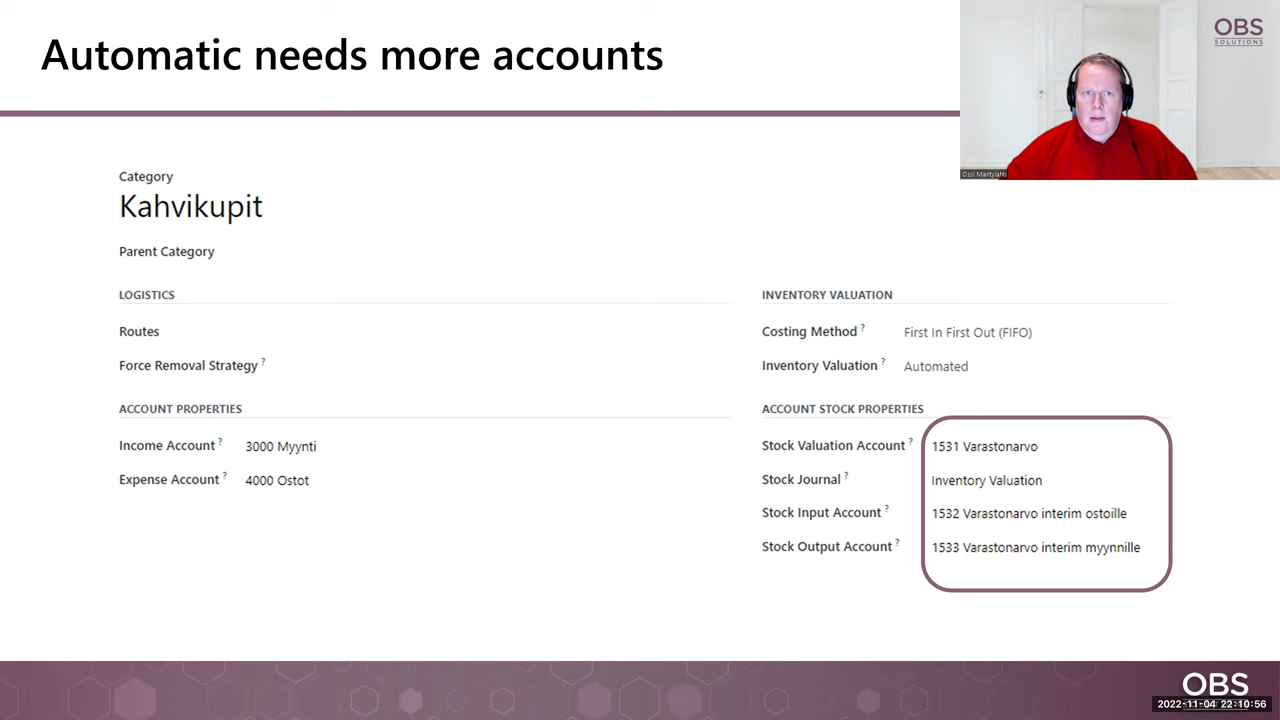 Automatic needs more accounts
OBS
SOLUTIONS
Ossi Mantylahti
Category
Kahvikupit
Parent Category
LOGISTICS
Routes
Force Removal Strategy ?
ACCOUNT PROPERTIES
Income Account ? 3000 Myynti
Expense Account ? 4000 Ostot
INVENTORY VALUATION
Costing Method ? First In First Out (FIFO)
Inventory Valuation ? Automated
ACCOUNT STOCK PROPERTIES
Stock Valuation Account ? 1531 Varastonarvo
Stock Journal ? Inventory Valuation
Stock Input Account ? 1532 Varastonarvo interim ostoille
Stock Output Account ? 1533 Varastonarvo interim myynnille
OBS
2022-11-04 22:10:56